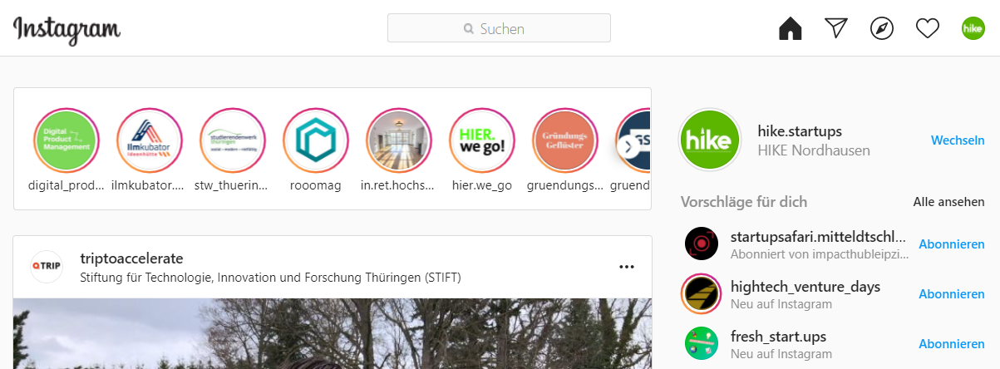 Instagram
Suchen
hike
Digital
Product
Management
Ilmkubator
Ideenhütte
studierendenwerk
thüringen
sozial • modern • vielfältig
HIER.
we go!
Gründungs
Geflüster
digital_prod...
ilmkubator....
stw_thuerin...
rooomag
in.ret.hochs...
hier.we_go
gruendungs...
gruend
hike
hike.startups
HIKE Nordhausen
Wechseln
Vorschläge für dich
Alle ansehen
startupsafari.mitteldtschl...
Abonniert von impacthubleipzi...
Abonnieren
hightech_venture_days
Neu auf Instagram
Abonnieren
fresh_start.ups
Neu auf Instagram
Abonnieren
TRIP
triptoaccelerate
Stiftung für Technologie, Innovation und Forschung Thüringen (STIFT)